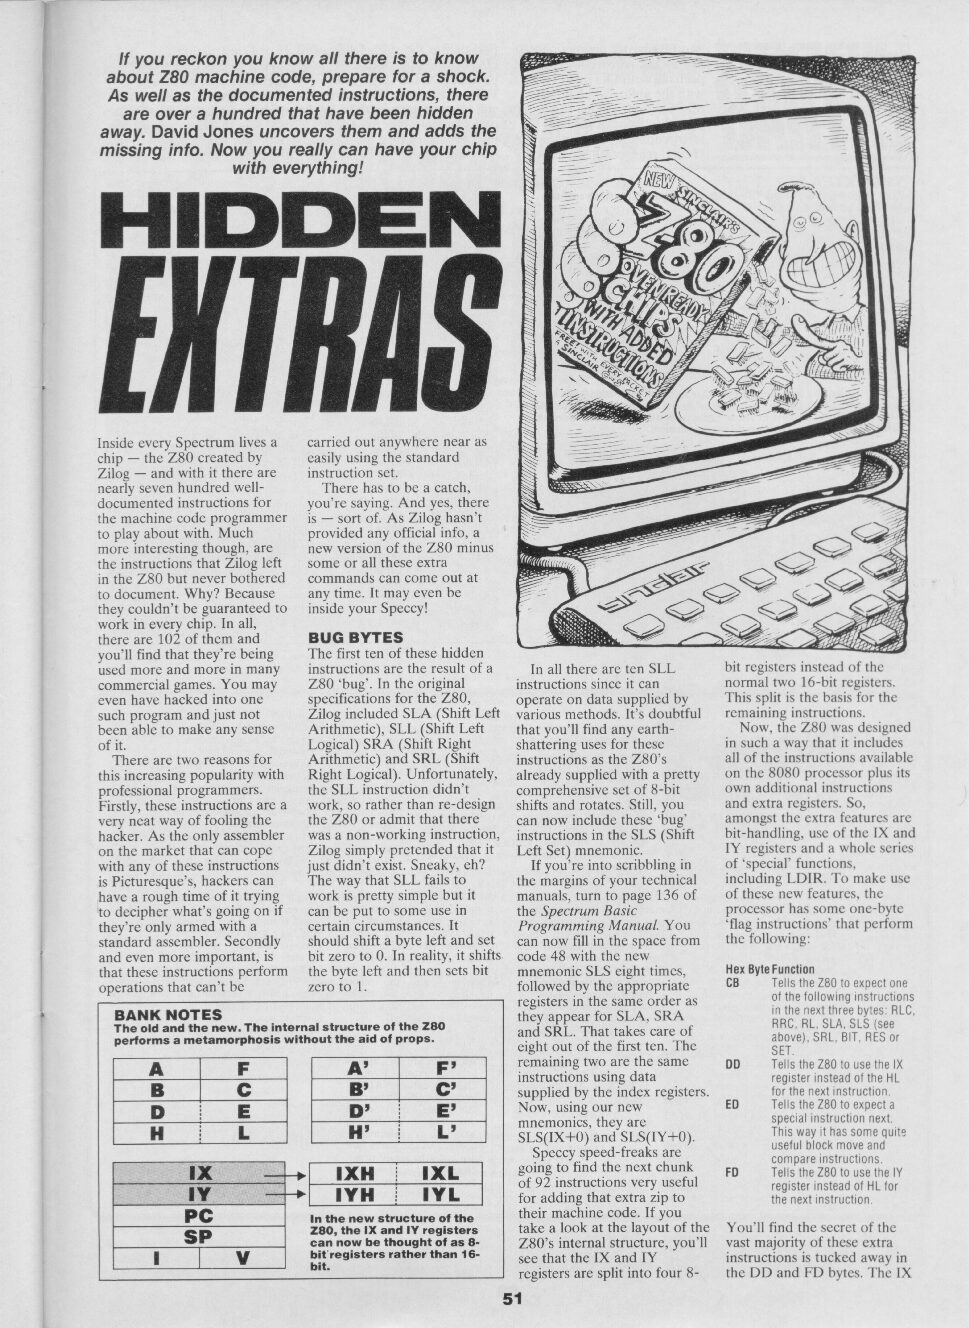 If you reckon you know all there is to know
about Z80 machine code, prepare for a shock.
As well as the documented instructions, there
are over a hundred that have been hidden
away. David Jones uncovers them and adds the
missing info. Now you really can have your chip
with everything!
HIDDEN
EXTRAS
NEW SINCLAIR'S
Z80
OVEN READY
CHIPS
WITH ADDED
INSTRUCTIONS
FREE! WITH EVERY PACK
A SINCLAIR
sinclair
Inside every Spectrum lives a
chip — the Z80 created by
Zilog — and with it there are
nearly seven hundred well-
documented instructions for
the machine code programmer
to play about with. Much
more interesting though, are
the instructions that Zilog left
in the Z80 but never bothered
to document. Why? Because
they couldn't be guaranteed to
work in every chip. In all,
there are 102 of them and
you'll find that they're being
used more and more in many
commercial games. You may
even have hacked into one
such program and just not
been able to make any sense
of it.
There are two reasons for
this increasing popularity with
professional programmers.
Firstly, these instructions are a
very neat way of fooling the
hacker. As the only assembler
on the market that can cope
with any of these instructions
is Picturesque's, hackers can
have a rough time of it trying
to decipher what's going on if
they're only armed with a
standard assembler. Secondly
and even more important, is
that these instructions perform
operations that can't be
carried out anywhere near as
easily using the standard
instruction set.
There has to be a catch,
you're saying. And yes, there
is — sort of. As Zilog hasn't
provided any official info, a
new version of the Z80 minus
some or all these extra
commands can come out at
any time. It may even be
inside your Speccy!
BUG BYTES
The first ten of these hidden
instructions are the result of a
Z80 'bug'. In the original
specifications for the Z80,
Zilog included SLA (Shift Left
Arithmetic), SLL (Shift Left
Logical) SRA (Shift Right
Arithmetic) and SRL (Shift
Right Logical). Unfortunately,
the SLL instruction didn't
work, so rather than re-design
the Z80 or admit that there
was a non-working instruction,
Zilog simply pretended that it
just didn't exist. Sneaky, eh?
The way that SLL fails to
work is pretty simple but it
can be put to some use in
certain circumstances. It
should shift a byte left and set
bit zero to 0. In reality, it shifts
the byte left and then sets bit
zero to 1.
BANK NOTES
The old and the new. The internal structure of the Z80
performs a metamorphosis without the aid of props.
A F A' F'
B C B' C'
D E D' E'
H L H' L'
IX IXH IXL
IY IYH IYL
PC
SP
I V
In the new structure of the
Z80, the IX and IY registers
can now be thought of as 8-
bit registers rather than 16-
bit.
In all there are ten SLL
instructions since it can
operate on data supplied by
various methods. It's doubtful
that you'll find any earth-
shattering uses for these
instructions as the Z80's
already supplied with a pretty
comprehensive set of 8-bit
shifts and rotates. Still, you
can now include these 'bug'
instructions in the SLS (Shift
Left Set) mnemonic.
If you're into scribbling in
the margins of your technical
manuals, turn to page 136 of
the Spectrum Basic
Programming Manual. You
can now fill in the space from
code 48 with the new
mnemonic SLS eight times,
followed by the appropriate
registers in the same order as
they appear for SLA, SRA
and SRL. That takes care of
eight out of the first ten. The
remaining two are the same
instructions using data
supplied by the index registers.
Now, using our new
mnemonics, they are
SLS(IX+0) and SLS(IY+0).
Speccy speed-freaks are
going to find the next chunk
of 92 instructions very useful
for adding that extra zip to
their machine code. If you
take a look at the layout of the
Z80's internal structure, you'll
see that the IX and IY
registers are split into four 8-
bit registers instead of the
normal two 16-bit registers.
This split is the basis for the
remaining instructions.
Now, the Z80 was designed
in such a way that it includes
all of the instructions available
on the 8080 processor plus its
own additional instructions
and extra registers. So,
amongst the extra features are
bit-handling, use of the IX and
IY registers and a whole series
of 'special' functions,
including LDIR. To make use
of these new features, the
processor has some one-byte
'flag instructions' that perform
the following:
Hex Byte Function
CB Tells the Z80 to expect one
of the following instructions
in the next three bytes: RLC,
RRC, RL, SLA, SLS (see
above), SRL, BIT, RES or
SET.
DD Tells the Z80 to use the IX
register instead of the HL
for the next instruction.
ED Tells the Z80 to expect a
special instruction next.
This way it has some quite
useful block move and
compare instructions.
FD Tells the Z80 to use the IY
register instead of HL for
the next instruction.
You'll find the secret of the
vast majority of these extra
instructions is tucked away in
the DD and FD bytes. The IX
51